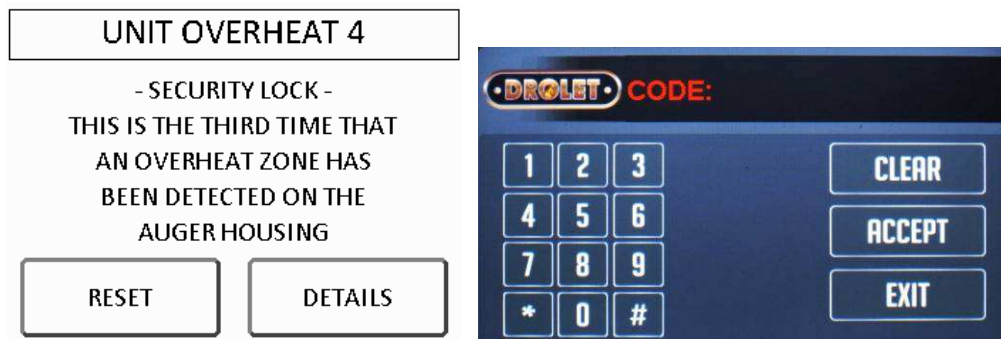 UNIT OVERHEAT 4
- SECURITY LOCK -
THIS IS THE THIRD TIME THAT
AN OVERHEAT ZONE HAS
BEEN DETECTED ON THE
AUGER HOUSING
RESET DETAILS
DROLET CODE:
1 2 3 CLEAR
4 5 6 ACCEPT
7 8 9
* 0 # EXIT